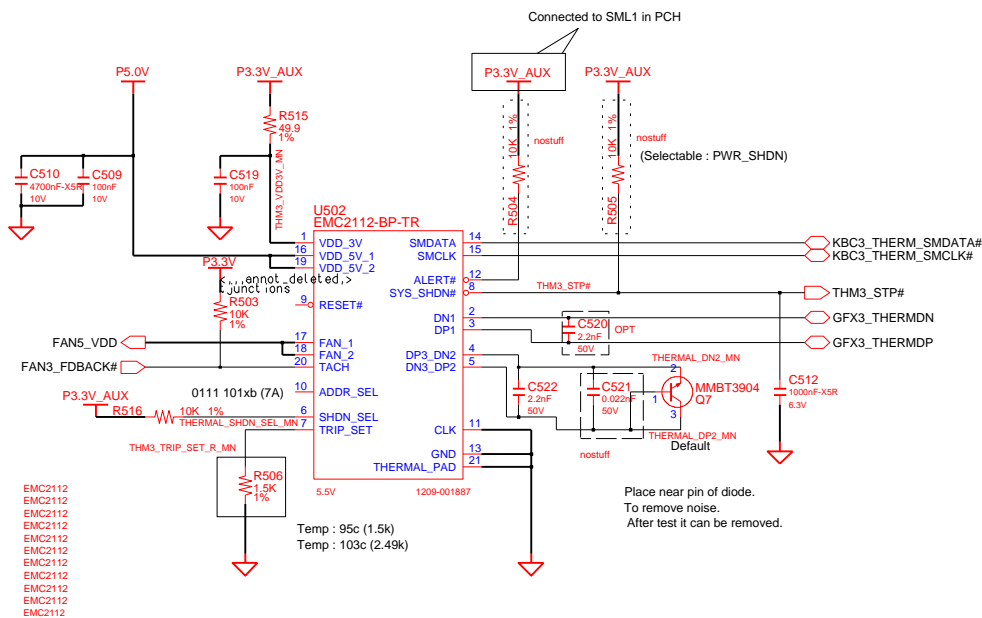 Connected to SML1 in PCH
P5.0V
P3.3V_AUX
P3.3V_AUX
P3.3V_AUX
R515
49.9
1%
10K 1%
nostuff
R504
10K 1%
nostuff
(Selectable : PWR_SHDN)
R505
C510
4700nF-X5R
10V
C509
100nF
10V
C519
100nF
10V
THM3_VDD3V_MN
U502
EMC2112-BP-TR
1 VDD_3V
16 VDD_5V_1
19 VDD_5V_2
9 RESET#
17 FAN_1
18 FAN_2
20 TACH
10 ADDR_SEL
6 SHDN_SEL
7 TRIP_SET
SMDATA 14
SMCLK 15
ALERT# 12
SYS_SHDN# 8
DN1 2
DP1 3
DP3_DN2 4
DN3_DP2 5
CLK 11
GND 13
THERMAL_PAD 21
5.5V
1209-001887
P3.3V
<,,,annot_deleted,>
junctions
R503
10K
1%
FAN5_VDD
FAN3_FDBACK#
0111 101xb (7A)
P3.3V_AUX
R516
10K 1%
THERMAL_SHDN_SEL_MN
THM3_TRIP_SET_R_MN
R506
1.5K
1%
Temp : 95c (1.5k)
Temp : 103c (2.49k)
KBC3_THERM_SMDATA#
KBC3_THERM_SMCLK#
THM3_STP#
THM3_STP#
GFX3_THERMDN
GFX3_THERMDP
C520
2.2nF
50V
OPT
C522
2.2nF
50V
C521
0.022nF
50V
nostuff
THERMAL_DN2_MN
2
1
3
MMBT3904
Q7
THERMAL_DP2_MN
Default
C512
1000nF-X5R
6.3V
Place near pin of diode.
To remove noise.
After test it can be removed.
EMC2112
EMC2112
EMC2112
EMC2112
EMC2112
EMC2112
EMC2112
EMC2112
EMC2112
EMC2112
EMC2112